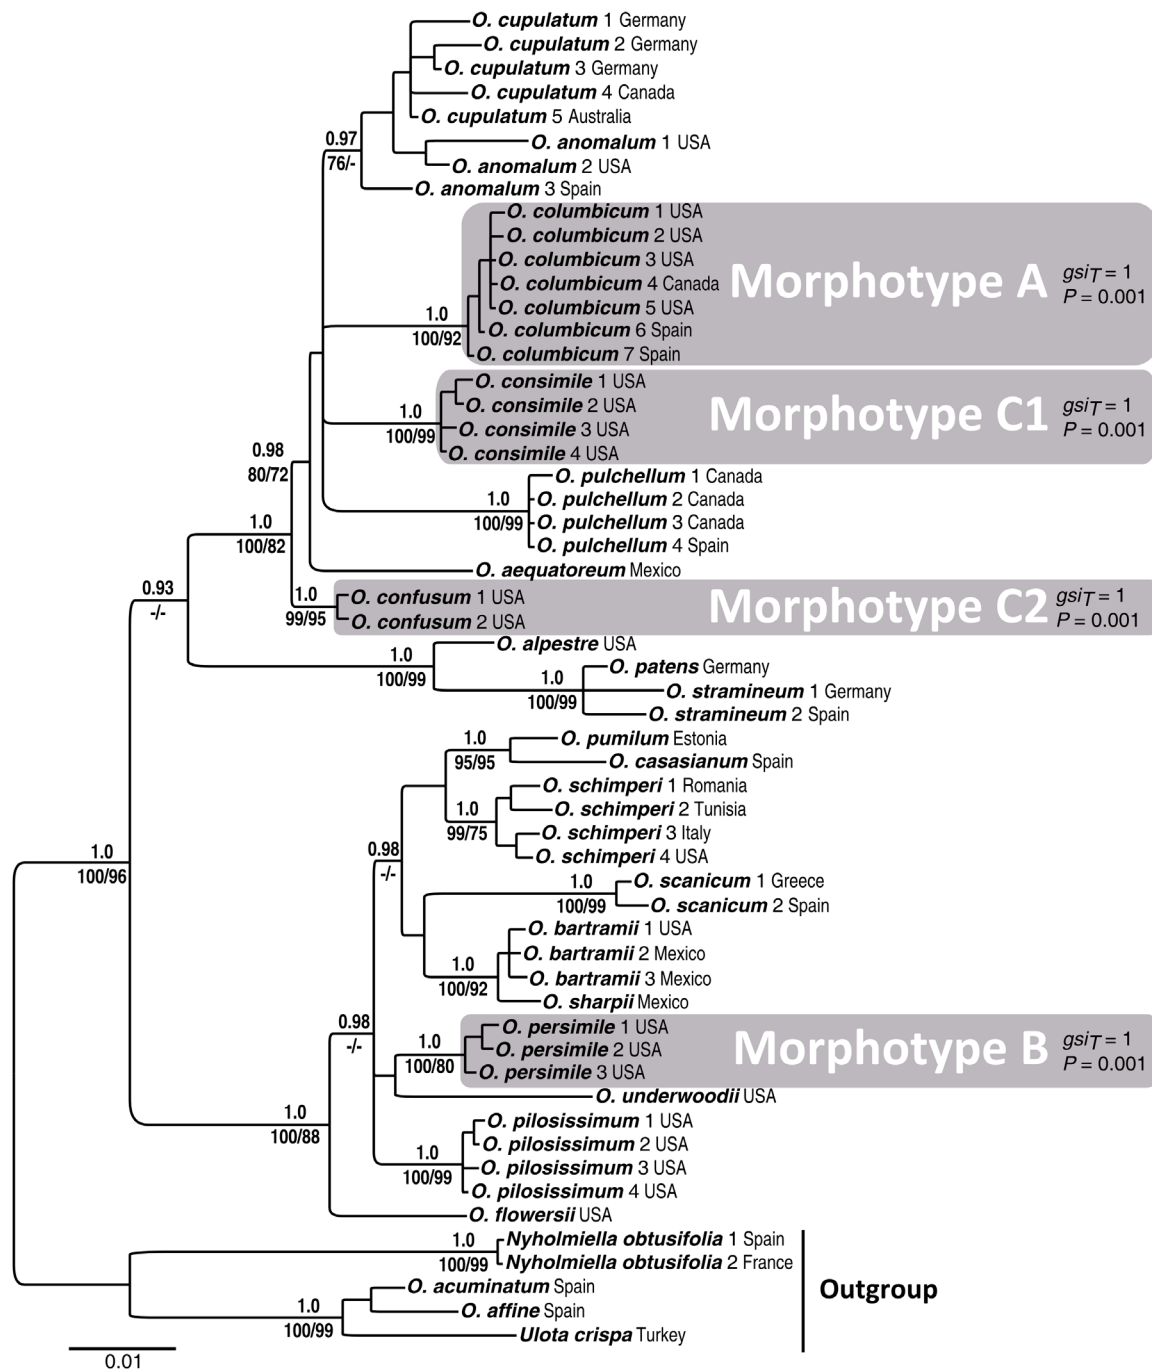 O. cupulatum 1 Germany
O. cupulatum 2 Germany
O. cupulatum 3 Germany
O. cupulatum 4 Canada
O. cupulatum 5 Australia
0.97
76/-
O. anomalum 1 USA
O. anomalum 2 USA
O. anomalum 3 Spain
O. columbicum 1 USA
O. columbicum 2 USA
O. columbicum 3 USA
O. columbicum 4 Canada
O. columbicum 5 USA
O. columbicum 6 Spain
O. columbicum 7 Spain
1.0
100/92
Morphotype A
gsiT = 1
P = 0.001
O. consimile 1 USA
O. consimile 2 USA
O. consimile 3 USA
O. consimile 4 USA
1.0
100/99
Morphotype C1
gsiT = 1
P = 0.001
0.98
80/72
O. pulchellum 1 Canada
O. pulchellum 2 Canada
O. pulchellum 3 Canada
O. pulchellum 4 Spain
1.0
100/99
1.0
100/82
O. aequatoreum Mexico
O. confusum 1 USA
O. confusum 2 USA
1.0
99/95
Morphotype C2
gsiT = 1
P = 0.001
0.93
-/-
O. alpestre USA
1.0
100/99
O. patens Germany
O. stramineum 1 Germany
O. stramineum 2 Spain
1.0
100/99
O. pumilum Estonia
O. casasianum Spain
1.0
95/95
O. schimperi 1 Romania
O. schimperi 2 Tunisia
O. schimperi 3 Italy
O. schimperi 4 USA
1.0
99/75
1.0
100/96
0.98
-/-
O. scanicum 1 Greece
O. scanicum 2 Spain
1.0
100/99
O. bartramii 1 USA
O. bartramii 2 Mexico
O. bartramii 3 Mexico
O. sharpii Mexico
1.0
100/92
0.98
-/-
O. persimile 1 USA
O. persimile 2 USA
O. persimile 3 USA
1.0
100/80
Morphotype B
gsiT = 1
P = 0.001
O. underwoodii USA
1.0
100/88
O. pilosissimum 1 USA
O. pilosissimum 2 USA
O. pilosissimum 3 USA
O. pilosissimum 4 USA
1.0
100/99
O. flowersii USA
Nyholmiella obtusifolia 1 Spain
Nyholmiella obtusifolia 2 France
1.0
100/99
O. acuminatum Spain
O. affine Spain
Ulota crispa Turkey
1.0
100/99
Outgroup
0.01